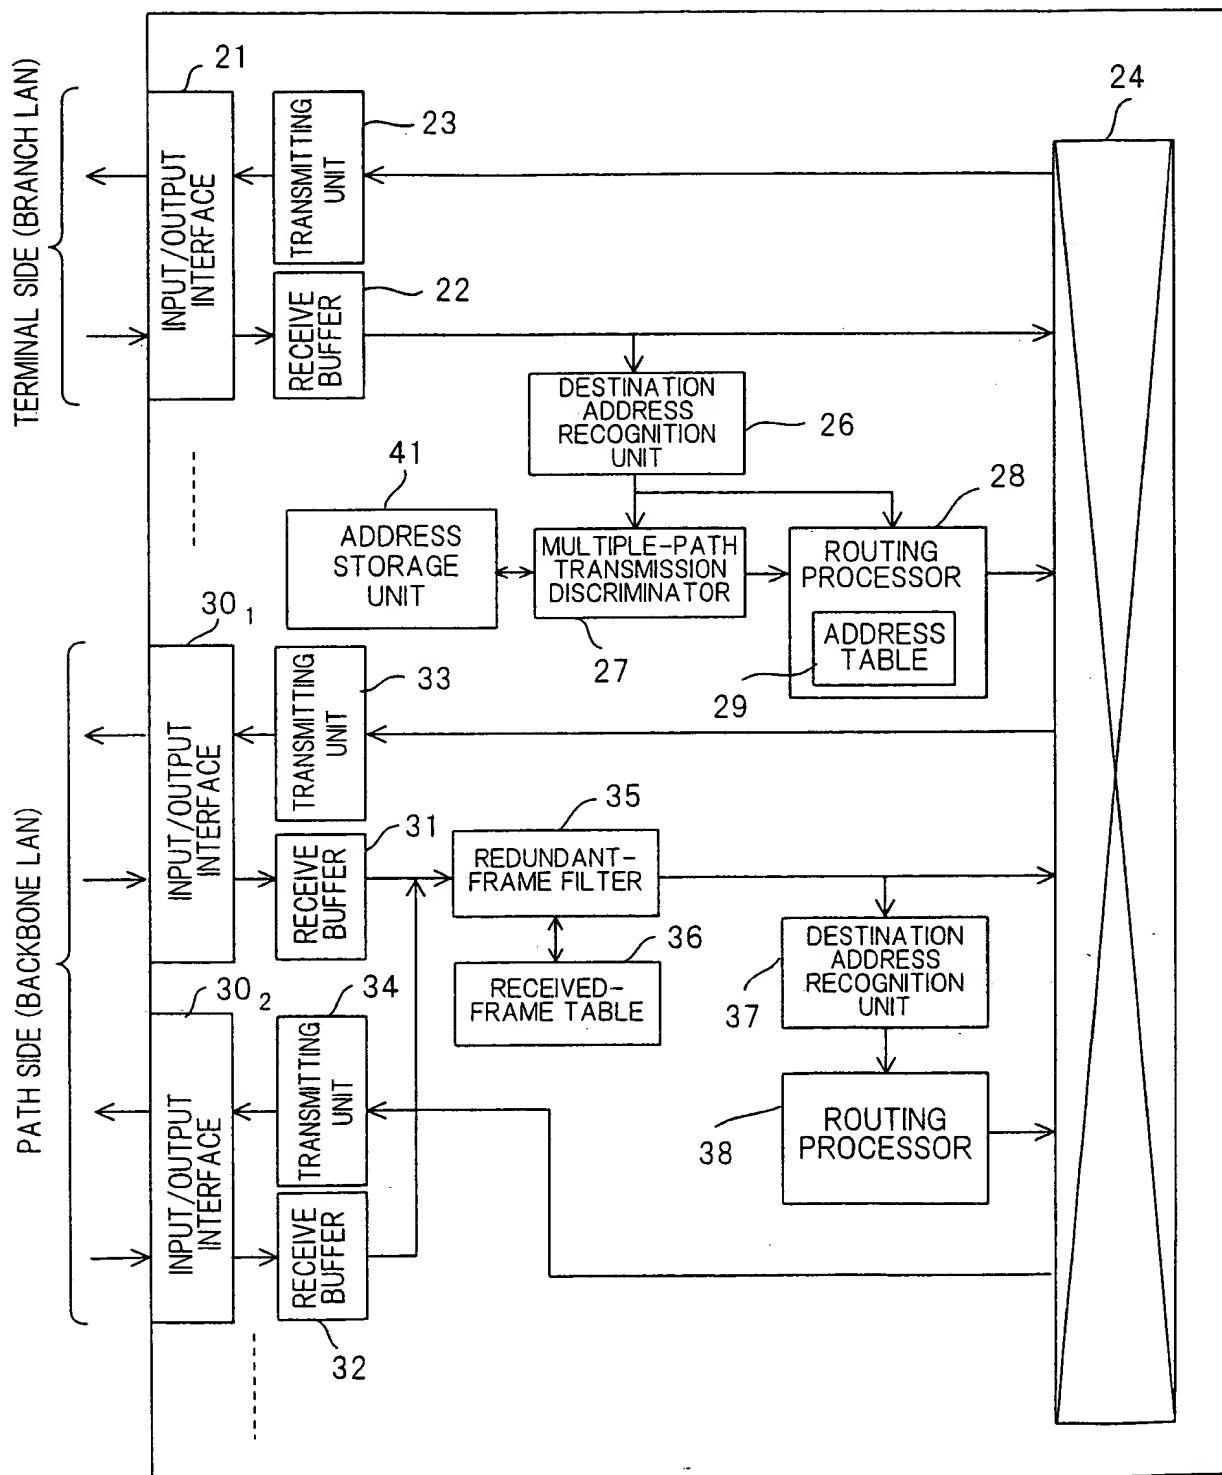 TERMINAL SIDE (BRANCH LAN)
21
INPUT/OUTPUT
INTERFACE
TRANSMITTING
UNIT
23
24
RECEIVE
BUFFER
22
DESTINATION
ADDRESS
RECOGNITION
UNIT
26
41
ADDRESS
STORAGE
UNIT
MULTIPLE-PATH
TRANSMISSION
DISCRIMINATOR
27
28
ROUTING
PROCESSOR
ADDRESS
TABLE
29
PATH SIDE (BACKBONE LAN)
30 1
INPUT/OUTPUT
INTERFACE
TRANSMITTING
UNIT
33
RECEIVE
BUFFER
31
35
REDUNDANT-
FRAME FILTER
36
RECEIVED-
FRAME TABLE
DESTINATION
ADDRESS
RECOGNITION
UNIT
37
30 2
INPUT/OUTPUT
INTERFACE
34
TRANSMITTING
UNIT
RECEIVE
BUFFER
32
ROUTING
PROCESSOR
38